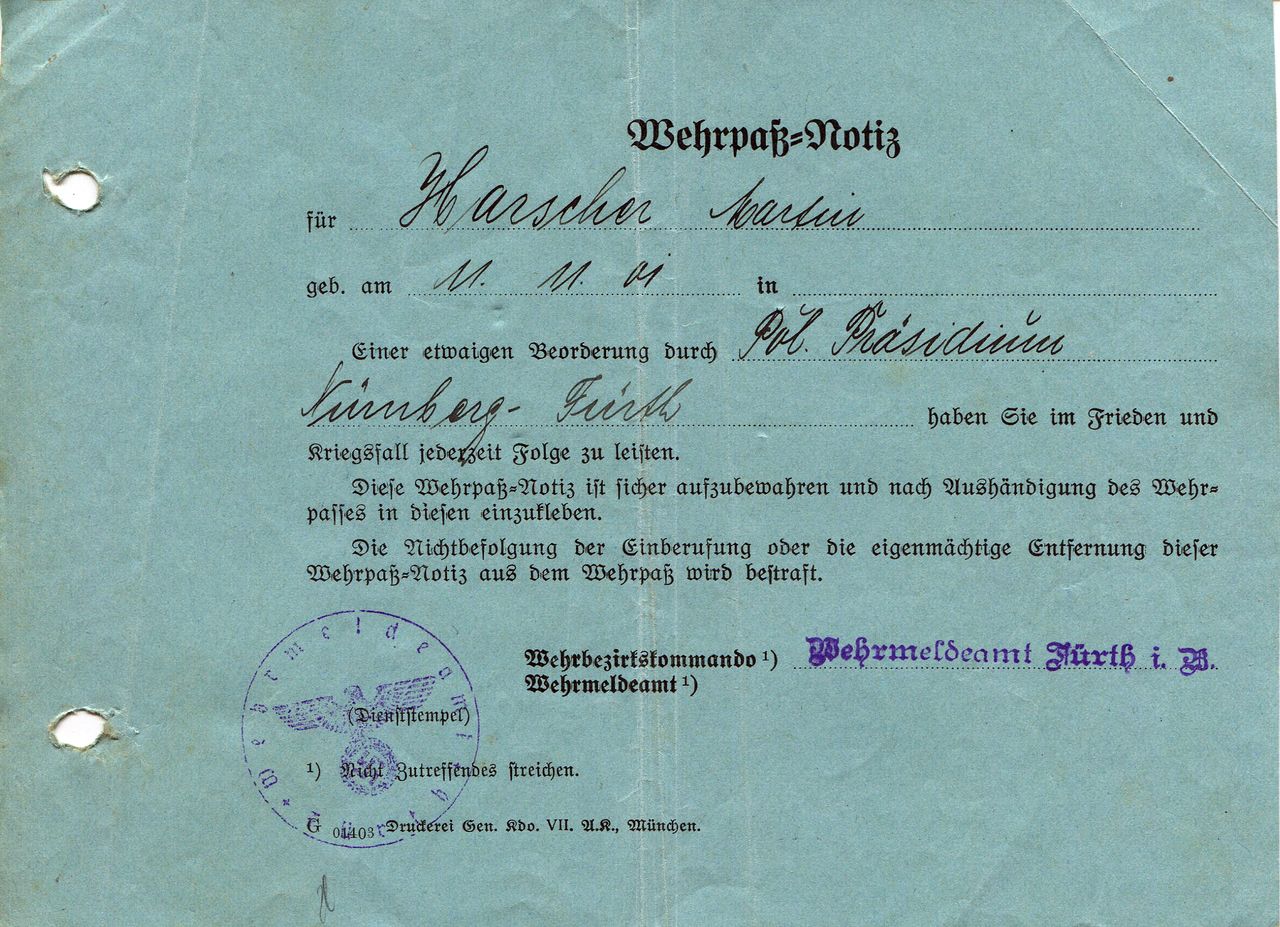 Wehrpaß-Notiz
für Harscher Martin
geb. am 11. 11. 01 in
Einer etwaigen Beorderung durch Pol. Präsidium
Nürnberg-Fürth haben Sie im Frieden und
Kriegsfall jederzeit Folge zu leisten.
Diese Wehrpaß-Notiz ist sicher aufzubewahren und nach Aushändigung des Wehr-
passes in diesen einzukleben.
Die Nichtbefolgung der Einberufung oder die eigenmächtige Entfernung dieser
Wehrpaß-Notiz aus dem Wehrpaß wird bestraft.
Wehrbezirkskommando ¹) Wehrmeldeamt Fürth i. B.
Wehrmeldeamt ¹)
Wehrmeldeamt
(Dienststempel)
¹) Nicht Zutreffendes streichen.
G 01403 Druckerei Gen. Kdo. VII. A.K., München.